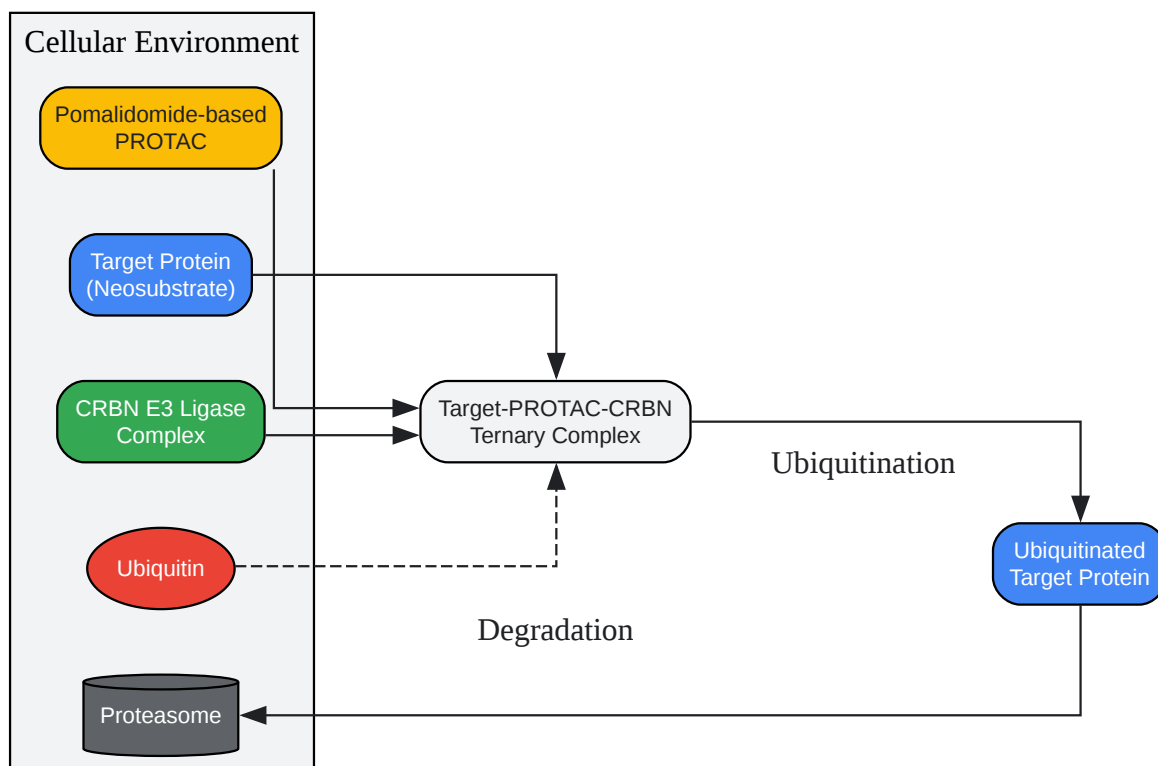 Cellular Environment
Pomalidomide-based
PROTAC
Target Protein
(Neosubstrate)
CRBN E3 Ligase
Complex
Target-PROTAC-CRBN
Ternary Complex
Ubiquitination
Ubiquitin
Ubiquitinated
Target Protein
Degradation
Proteasome